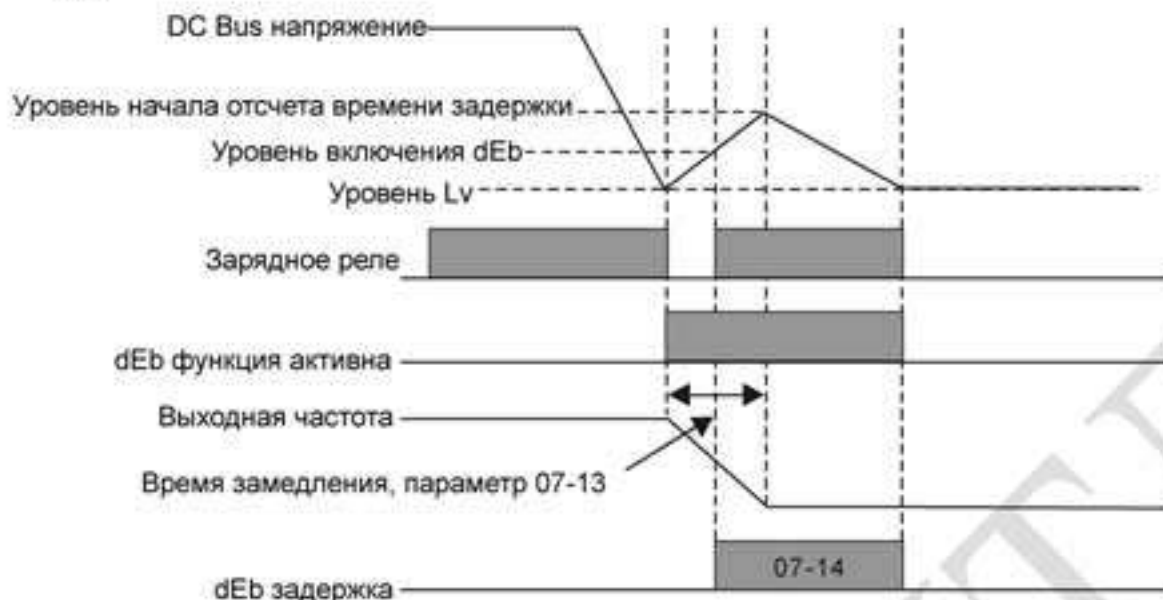 DC Bus напряжение
Уровень начала отсчета времени задержки
Уровень включения dEb
Уровень Lv
Зарядное реле
dEb функция активна
Выходная частота
Время замедления, параметр 07-13
07-14
dEb задержка